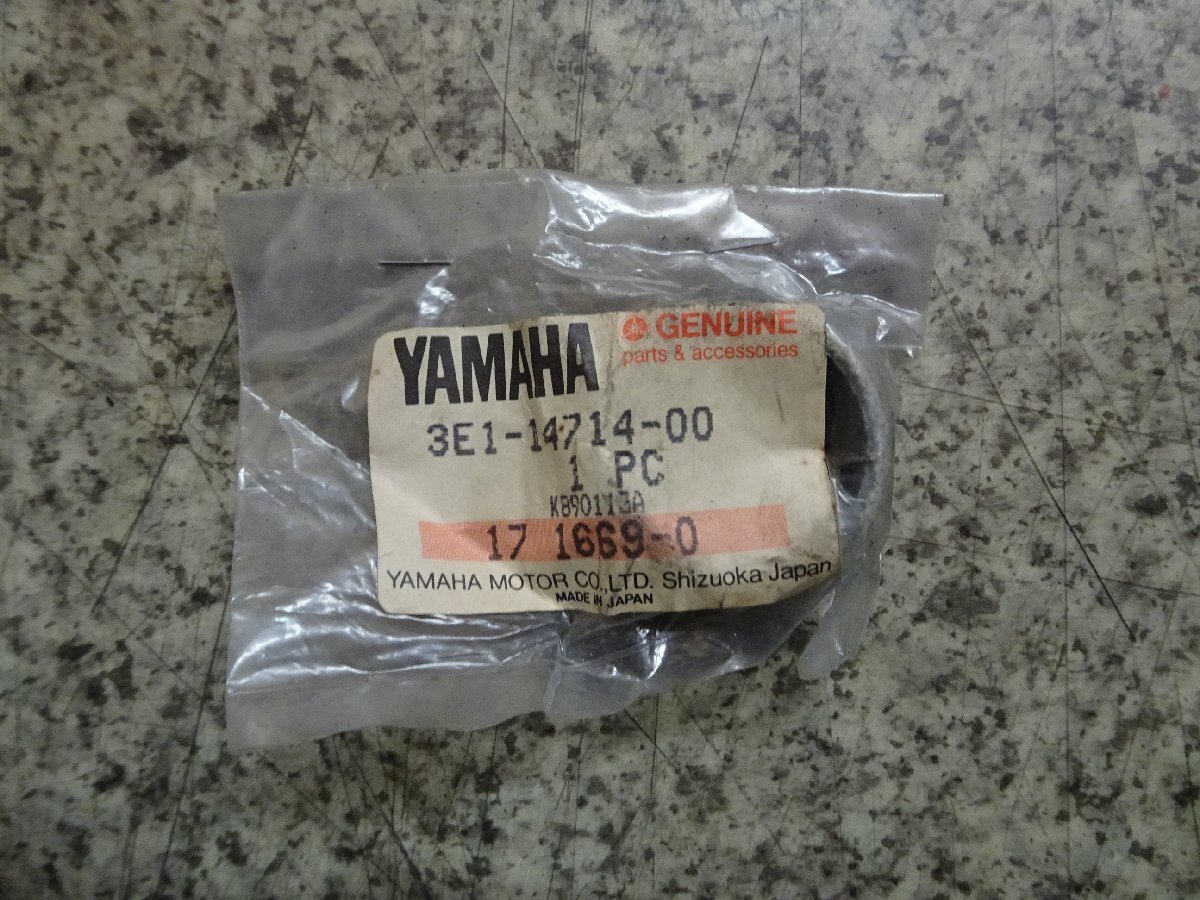 YAMAHA
GENUINE
parts & accessories
3E1-14714-00
1 PC
K890113A
17 1669-0
YAMAHA MOTOR CO.,LTD. Shizuoka Japan
MADE IN JAPAN